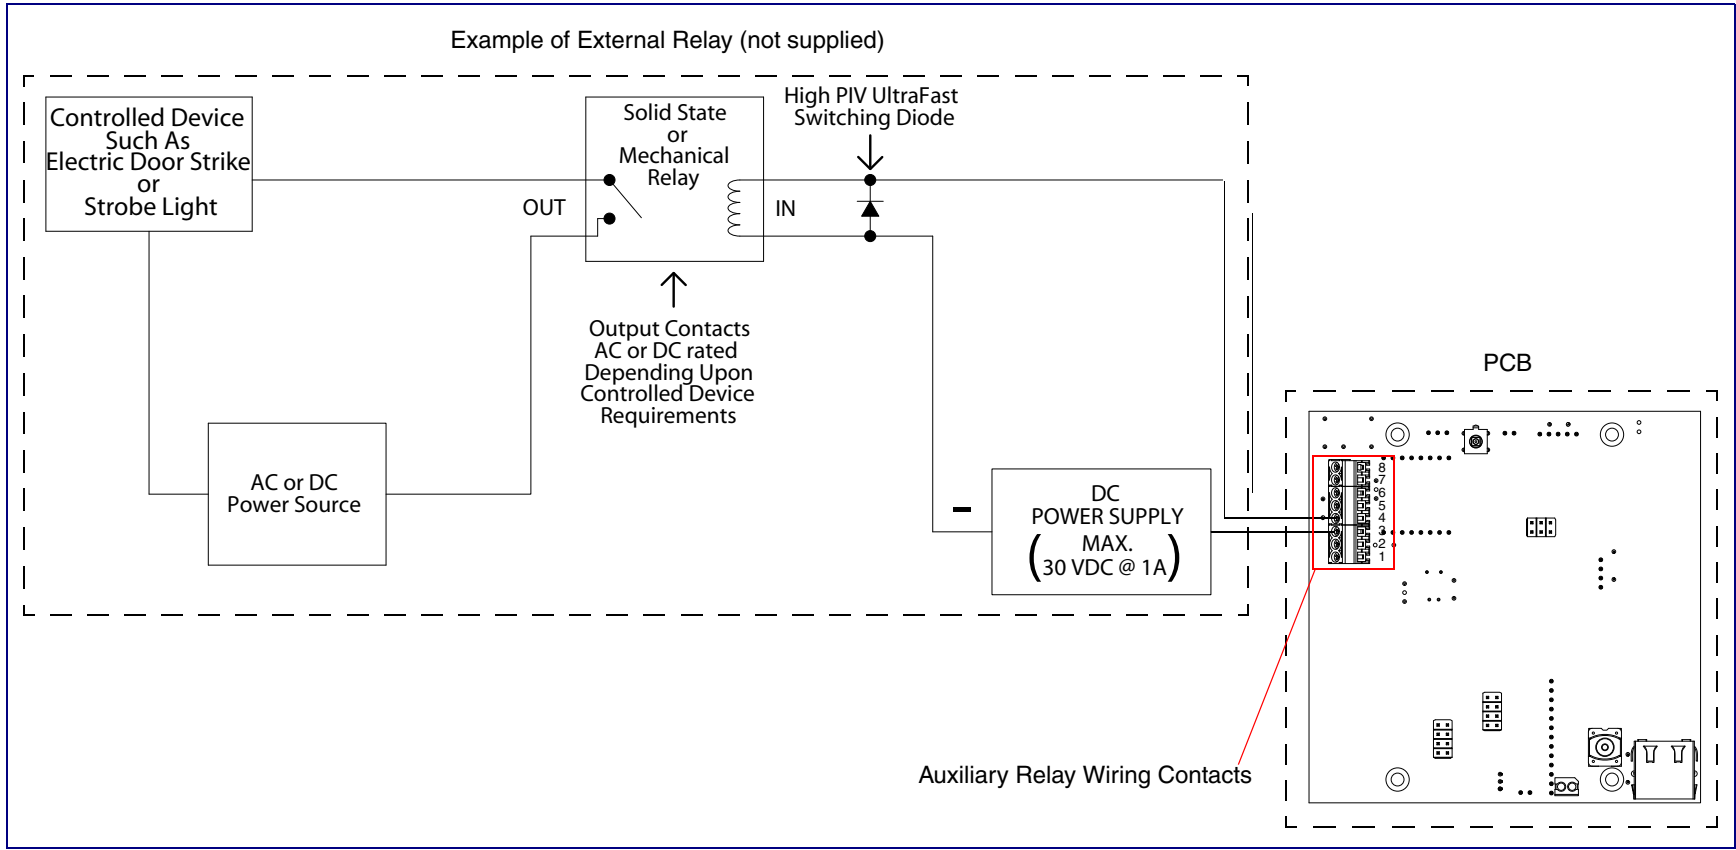 Example of External Relay (not supplied)
Controlled Device
Such As
Electric Door Strike
or
Strobe Light
Solid State
or
Mechanical
Relay
High PIV UltraFast
Switching Diode
OUT
IN
Output Contacts
AC or DC rated
Depending Upon
Controlled Device
Requirements
AC or DC
Power Source
-
DC
POWER SUPPLY
(MAX.
30 VDC @ 1A)
PCB
8
7
6
5
4
3
2
1
Auxiliary Relay Wiring Contacts